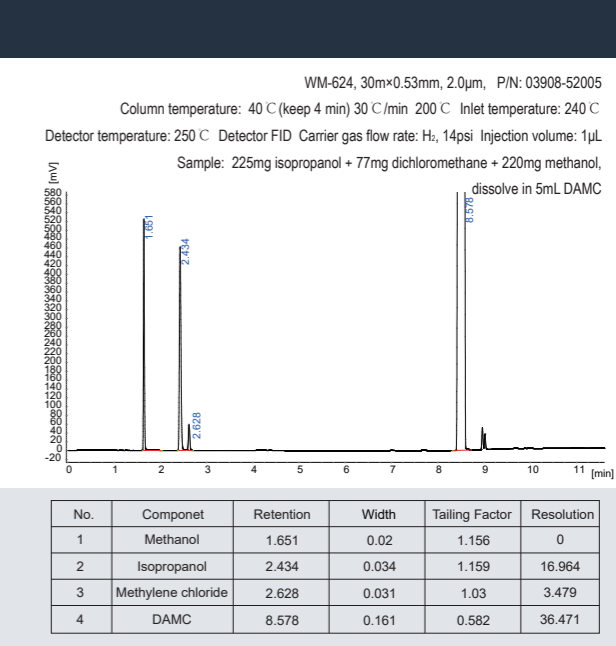 WM-624, 30m×0.53mm, 2.0μm, P/N: 03908-52005
Column temperature: 40℃(keep 4 min) 30℃/min 200℃ Inlet temperature: 240℃
Detector temperature: 250℃ Detector FID Carrier gas flow rate: H₂, 14psi Injection volume: 1μL
Sample: 225mg isopropanol + 77mg dichloromethane + 220mg methanol,
dissolve in 5mL DAMC
[mV]
580
560
540
520
500
480
460
440
420
400
380
360
340
320
300
280
260
240
220
200
180
160
140
120
100
80
60
40
20
0
-20
1.651
2.434
2.628
8.578
0 1 2 3 4 5 6 7 8 9 10 11 [min]
No. Componet Retention Width Tailing Factor Resolution
1 Methanol 1.651 0.02 1.156 0
2 Isopropanol 2.434 0.034 1.159 16.964
3 Methylene chloride 2.628 0.031 1.03 3.479
4 DAMC 8.578 0.161 0.582 36.471